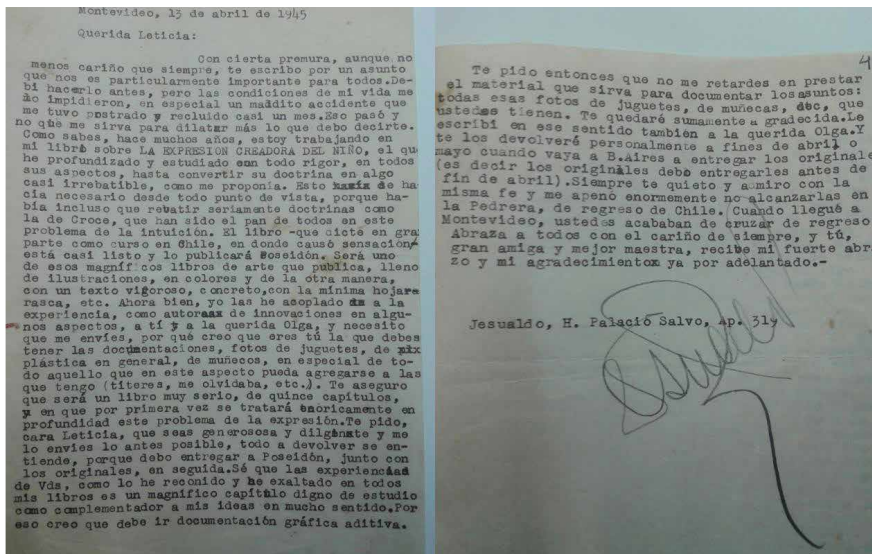 Montevideo, 13 de abril de 1945
Querida Leticia:
Con cierta premura, aunque no
menos cariño que siempre, te escribo por un asunto
que nos es particularmente importante para todos.De-
bi hacerlo antes, pero las condiciones de mi vida me
lo impidieron, en especial un maldito accidente que
me tuvo postrado y recluído casi un mes.Eso pasó y
no que me sirva para dilatar más lo que debo decirte.
Como sabes, hace muchos años, estoy trabajando en
mi libro sobre LA EXPRESION CREADORA DEL NIÑO, el que
he profundizado y estudiado con todo rigor, en todos
sus aspectos, hasta convertir su doctrina en algo
casi irrebatible, como me proponía. Esto ha-
cía necesario desde todo punto de vista, porque ha-
bía incluso que rebatir seriamente doctrinas como
la de Croce, que han sido el pan de todos en este
problema de la intuición. El libro -que dicté en gran
parte como curso en Chile, en donde causó sensación-
está casi listo y lo publicará Poseidón. Será uno
de esos magníf cos libros de arte que publica, lleno
de ilustraciones, en colores y de la otra manera,
con un texto vigoroso, concreto,con la mínima hojara
rasca, etc. Ahora bien, yo las he acoplado a la
experiencia, como autoras de innovaciones en algu-
nos aspectos, a tí y a la querida Olga, y necesito
que me envíes, por qué creo que eres tú la que debes
tener las documentaciones, fotos de juguetes, de
plástica en general, de muñecos, en especial de to-
do aquello que en este aspecto pueda agregarse a las
que tengo (títeres, me olvidaba, etc.). Te aseguro
que será un libro muy serio, de quince capítulos,
y en que por primera vez se tratará teóricamente en
profundidad este problema de la expresión.Te pido,
cara Leticia, que seas generososa y dilgénate y me
lo envíes lo antes posible, todo a devolver se en-
tiende, porque debo entregar a Poseidón, junto con
los originales, en seguida.Sé que las experiencias
de Vds, como lo he reconido y he exaltado en todos
mis libros es un magnífico capítulo digno de estudio
como complementador a mis ideas en mucho sentido.Por
eso creo que debe ir documentación gráfica aditiva.
4
Te pido entonces que no me retardes en prestar
el material que sirva para documentar losasuntos:
todas esas fotos de juguetes, de muñecas, etc, que
ustedes tienen. Te quedaré sumamente a gradecida.Le
escribí en ese sentido también a la querida Olga.Y
te los devolveré personalmente a fines de abril o
mayo cuando vaya a B.Aires a entregar los originale
(es decir los originales debo entregarles antes de
fin de abril).Siempre te quieto y admiro con la
misma fe y me apenó enormemente no alcanzarlas en
la Pedrera, de regreso de Chile. Cuando llegué a
Montevideo, ustedes acababan de cruzar de regreso
Abraza a todos con el cariño de siempre, y tú,
gran amiga y mejor maestra, recibe mi fuerte abra
zo y mi agradecimientox ya por adelantado.-
Jesualdo, H. Palacio Salvo, Ap. 319